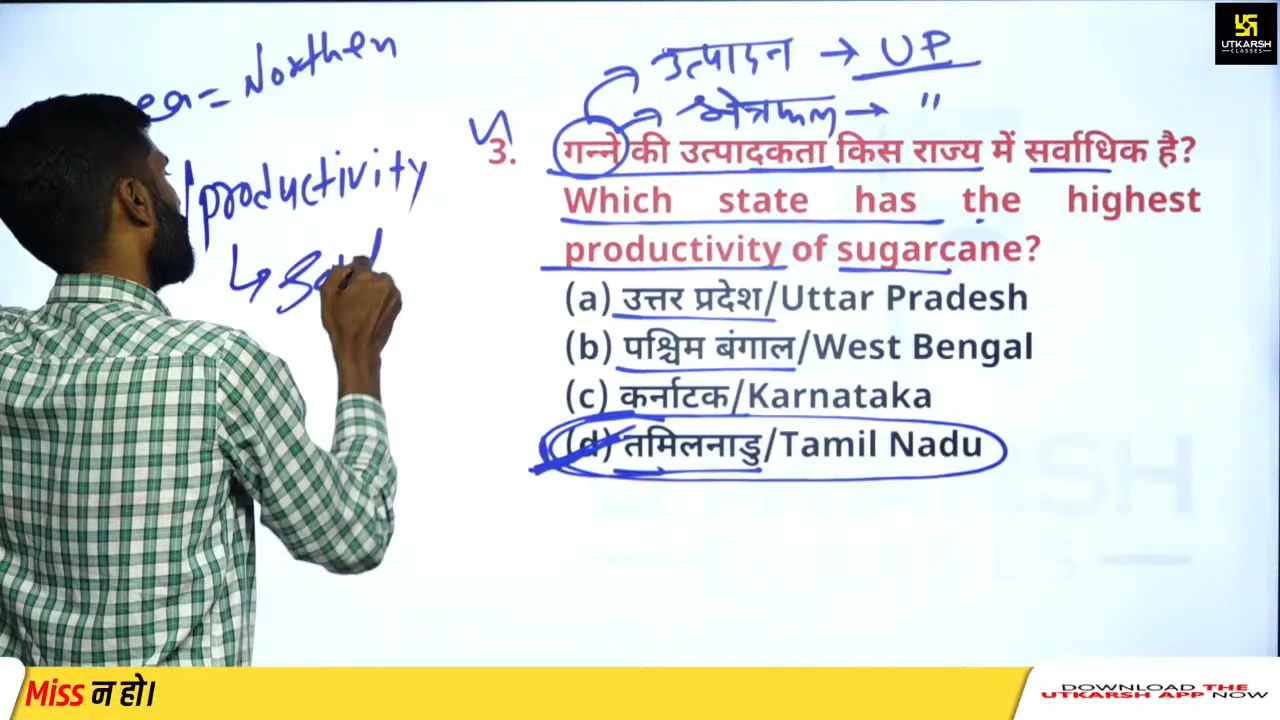 उत्पादन → UP
क्षेत्रफल → "
= Northen
productivity
↳
3. गन्ने की उत्पादकता किस राज्य में सर्वाधिक है?
Which state has the highest
productivity of sugarcane?
(a) उत्तर प्रदेश/Uttar Pradesh
(b) पश्चिम बंगाल/West Bengal
(c) कर्नाटक/Karnataka
(d) तमिलनाडु/Tamil Nadu
UTKARSH
CLASSES
Miss न हो।
DOWNLOAD THE
UTKARSH APP NOW